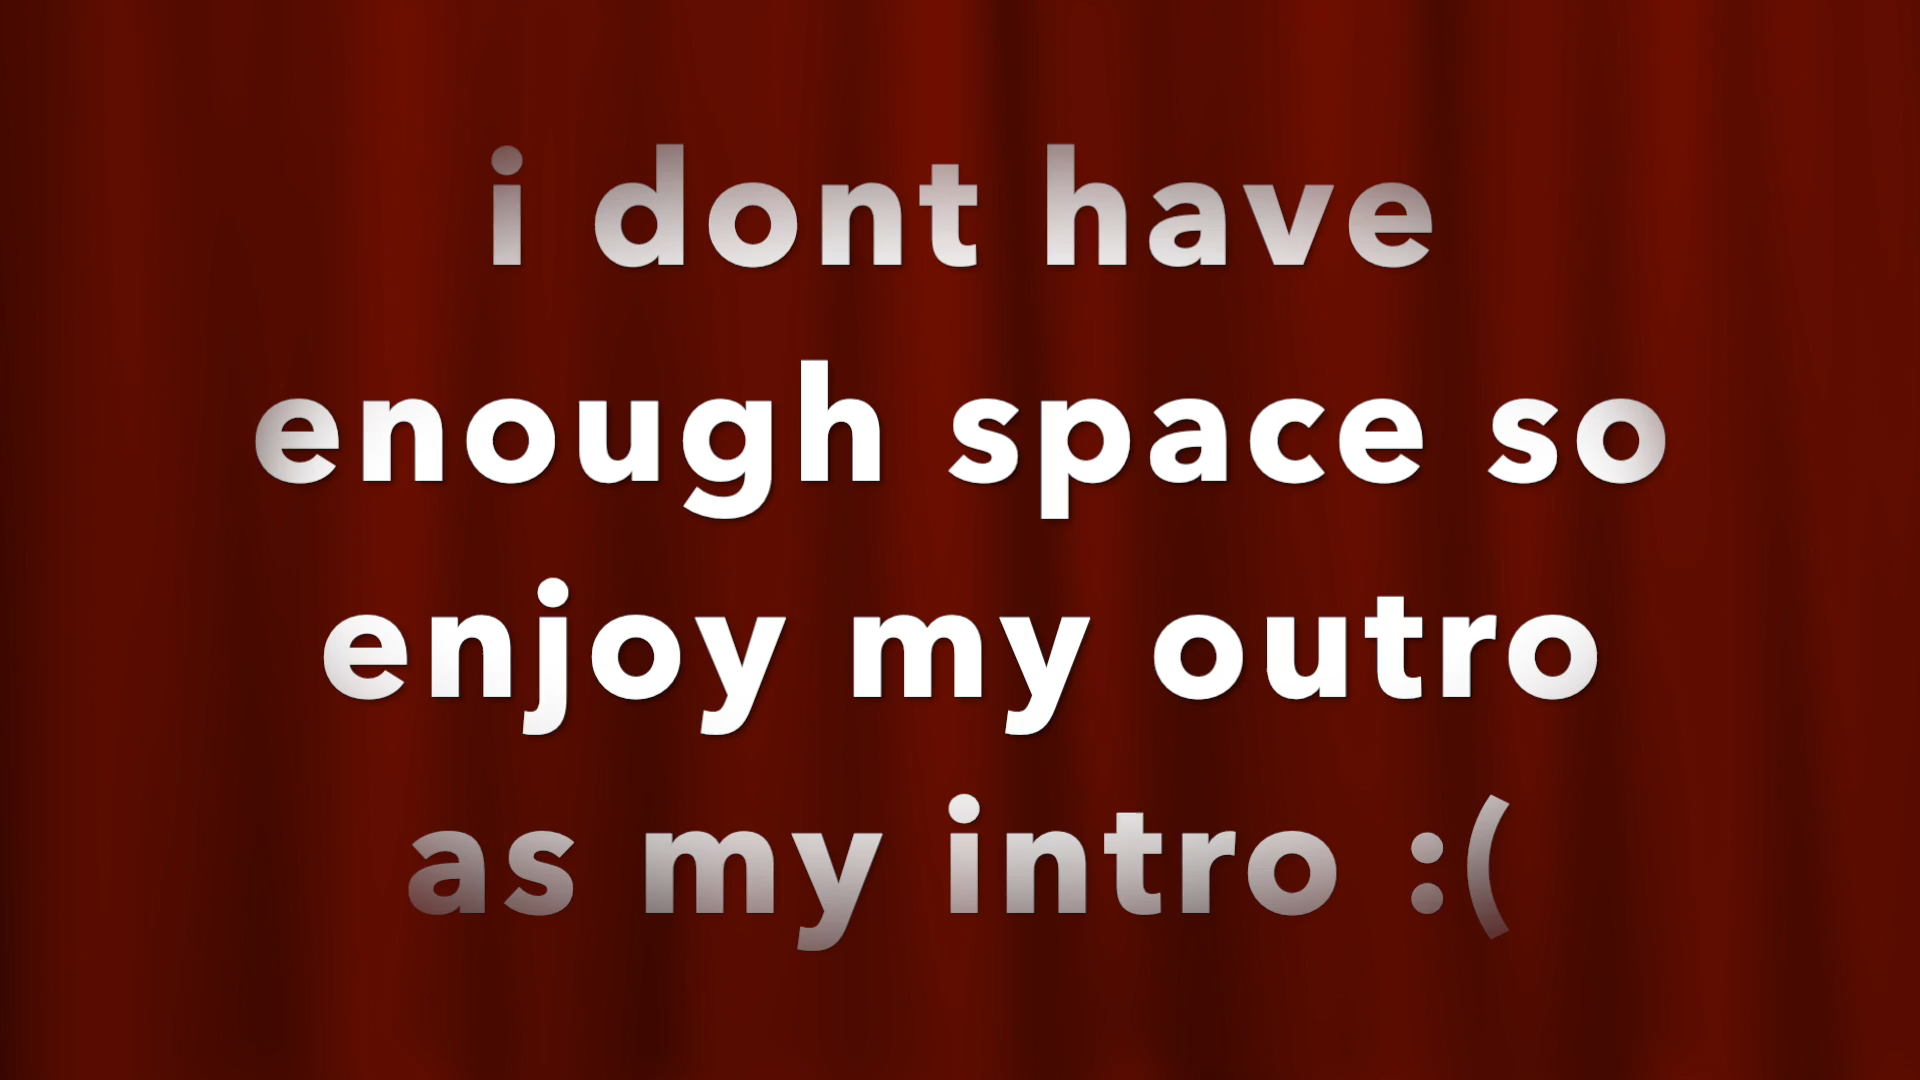 i dont have
enough space so
enjoy my outro
as my intro :(